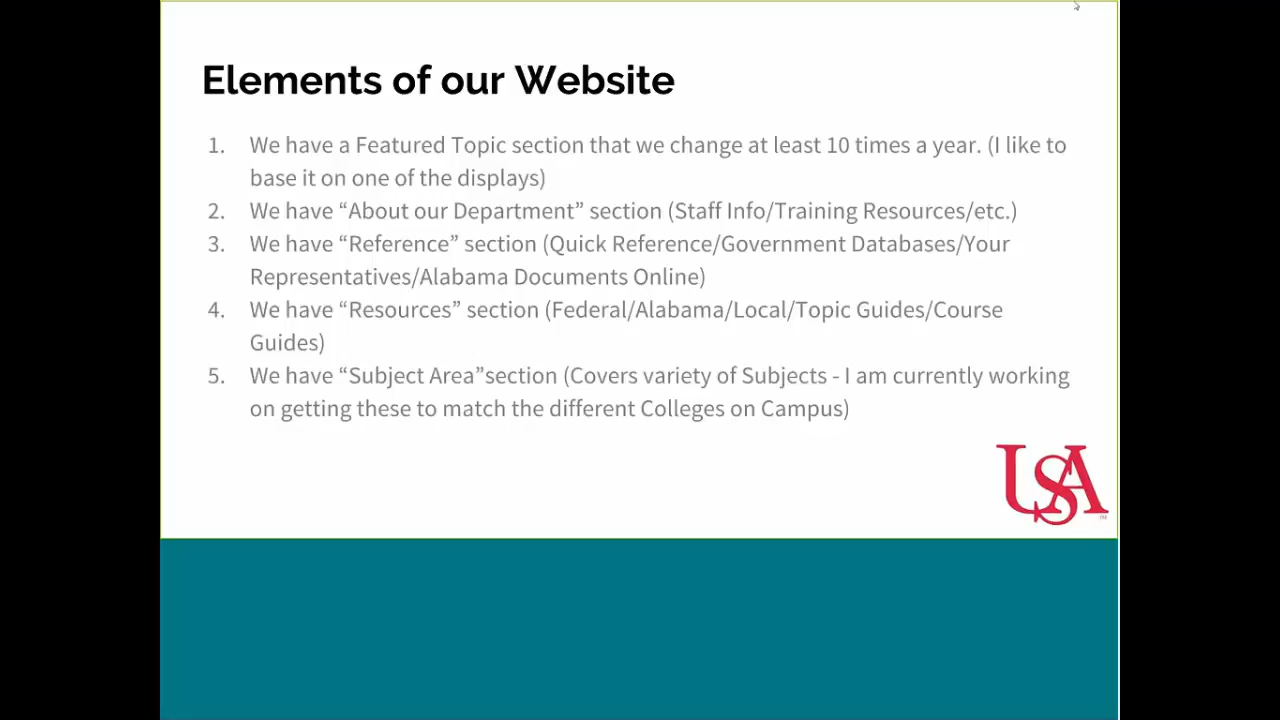 Elements of our Website
1. We have a Featured Topic section that we change at least 10 times a year. (I like to
base it on one of the displays)
2. We have “About our Department” section (Staff Info/Training Resources/etc.)
3. We have “Reference” section (Quick Reference/Government Databases/Your
Representatives/Alabama Documents Online)
4. We have “Resources” section (Federal/Alabama/Local/Topic Guides/Course
Guides)
5. We have “Subject Area”section (Covers variety of Subjects - I am currently working
on getting these to match the different Colleges on Campus)
USA
TM